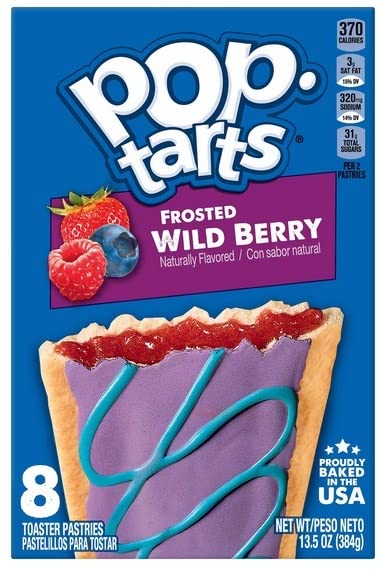 pop.
tarts®
370
CALORIES
3g
SAT FAT
15% DV
320mg
SODIUM
14% DV
31g
TOTAL
SUGARS
PER 2
PASTRIES
FROSTED
WILD BERRY
Naturally Flavored / Con sabor natural
PROUDLY
BAKED
IN THE
USA
8
TOASTER PASTRIES
PASTELILLOS PARA TOSTAR
NET WT/PESO NETO
13.5 OZ (384g)